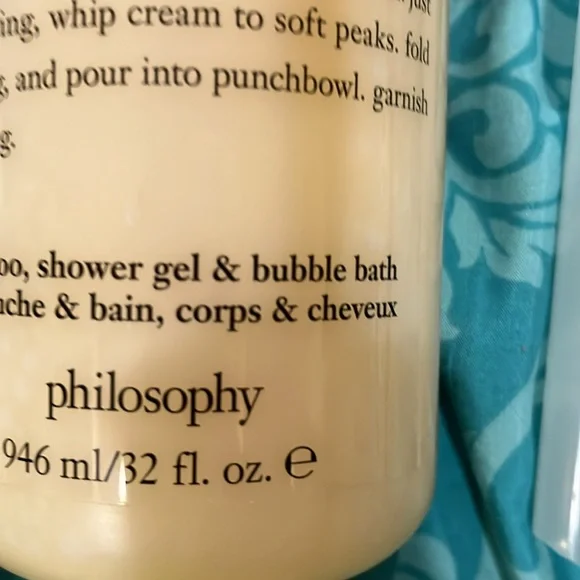 just
ing, whip cream to soft peaks. fold
and pour into punchbowl. garnish
g.
oo, shower gel & bubble bath
che & bain, corps & cheveux
philosophy
946 ml/32 fl. oz. ℮